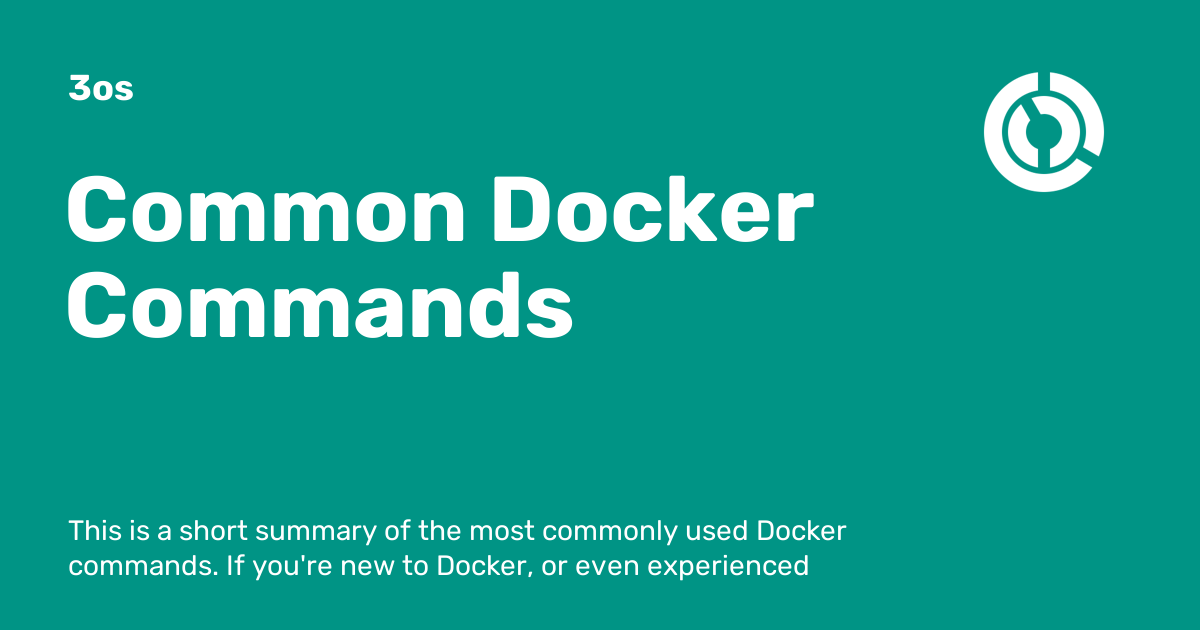 3os
Common Docker
Commands
This is a short summary of the most commonly used Docker
commands. If you're new to Docker, or even experienced